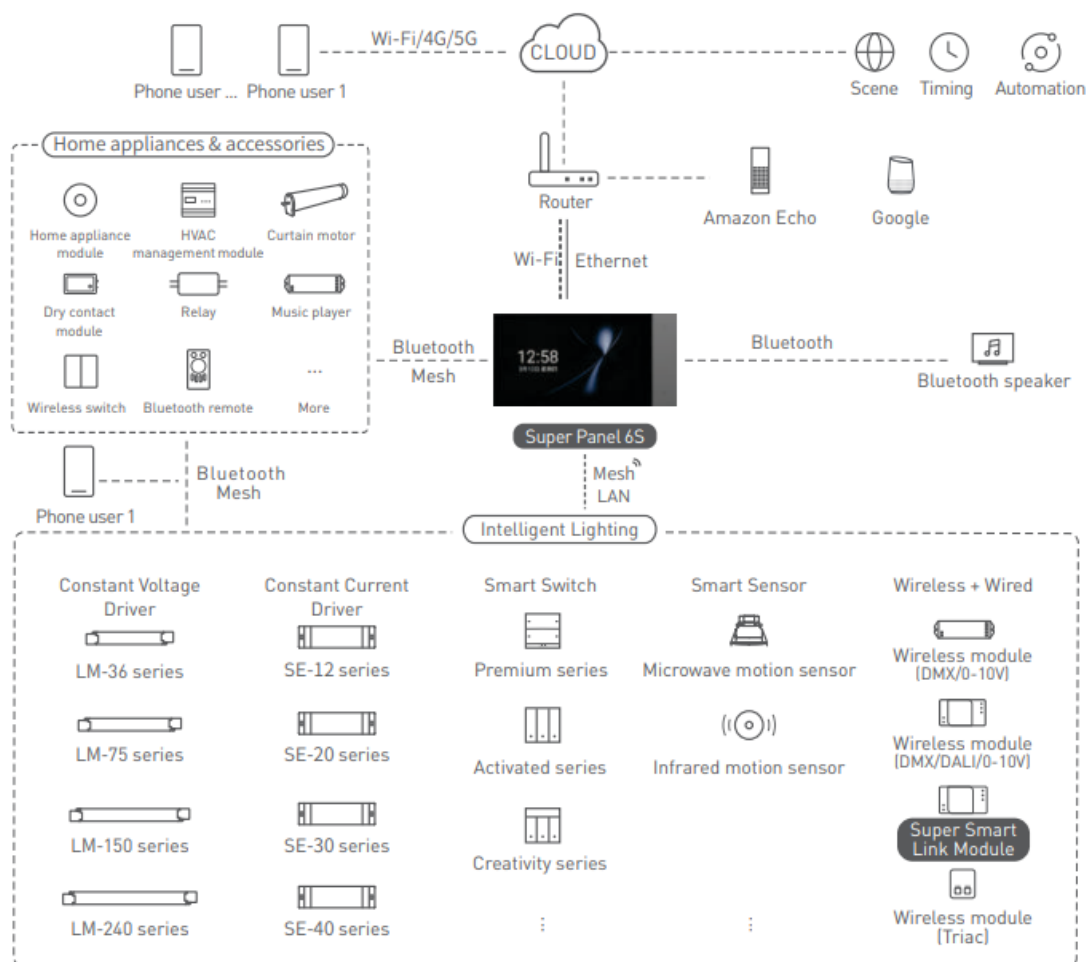 Wi-Fi/4G/5G
CLOUD
Phone user ...
Phone user 1
Scene
Timing
Automation
Home appliances & accessories
Router
Amazon Echo
Google
Home appliance
module
HVAC
management module
Curtain motor
Wi-Fi
Ethernet
Dry contact
module
Relay
Music player
Bluetooth
Mesh
12:58
Bluetooth
Bluetooth speaker
Wireless switch
Bluetooth remote
...
More
Super Panel 6S
Bluetooth
Mesh
Phone user 1
Mesh
LAN
Intelligent Lighting
Constant Voltage
Driver
Constant Current
Driver
Smart Switch
Smart Sensor
Wireless + Wired
LM-36 series
SE-12 series
Premium series
Microwave motion sensor
Wireless module
(DMX/0-10V)
LM-75 series
SE-20 series
Activated series
Infrared motion sensor
Wireless module
(DMX/DALI/0-10V)
LM-150 series
SE-30 series
Creativity series
Super Smart
Link Module
LM-240 series
SE-40 series
⋮
⋮
Wireless module
(Triac)